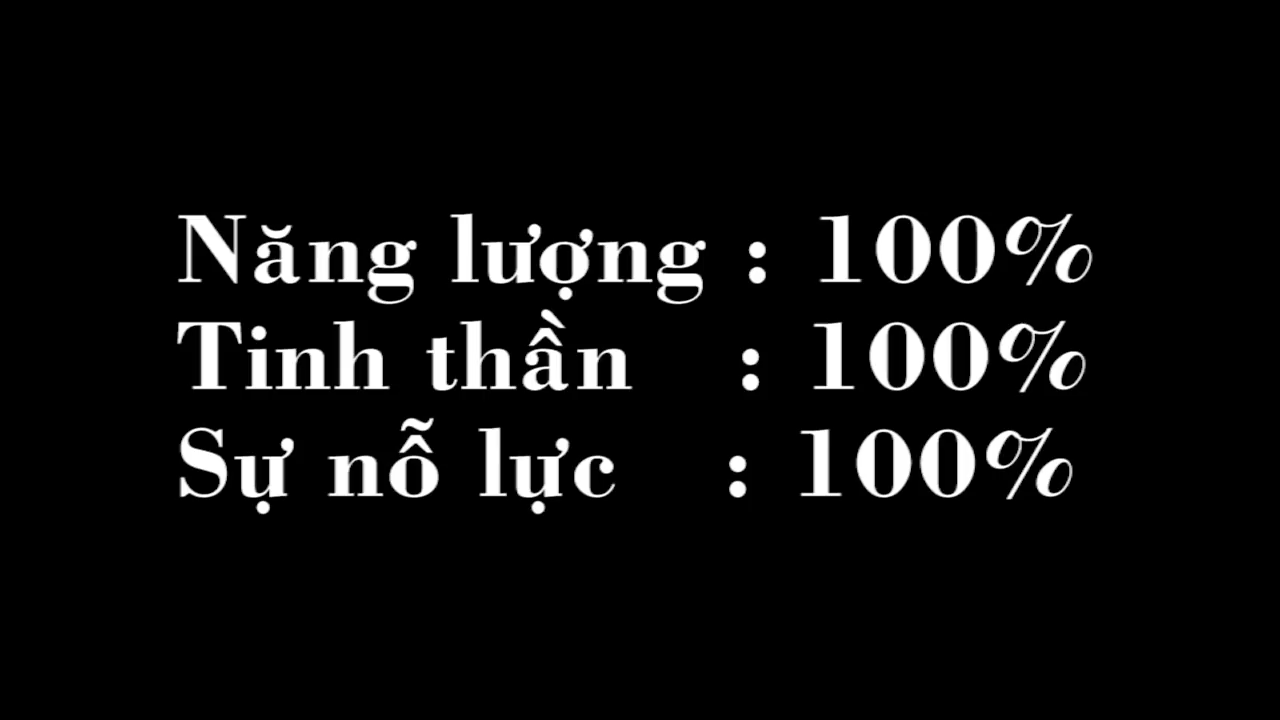 Năng lượng : 100%
Tinh thần : 100%
Sự nỗ lực : 100%